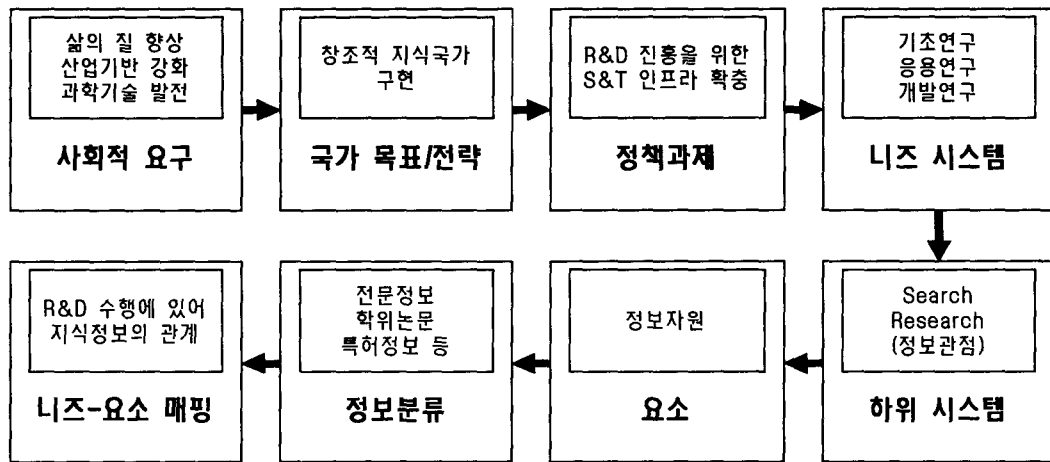 삶의 질 향상
산업기반 강화
과학기술 발전
사회적 요구
창조적 지식국가
구현
국가 목표/전략
R&D 진흥을 위한
S&T 인프라 확충
정책과제
기초연구
응용연구
개발연구
니즈 시스템
Search
Research
(정보관점)
하위 시스템
정보자원
요소
전문정보
학위논문
특허정보 등
정보분류
R&D 수행에 있어
지식정보의 관계
니즈-요소 매핑